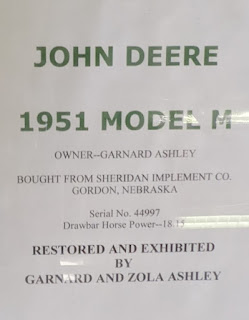 JOHN DEERE
1951 MODEL M
OWNER--GARNARD ASHLEY
BOUGHT FROM SHERIDAN IMPLEMENT CO.
GORDON, NEBRASKA
Serial No. 44997
Drawbar Horse Power--18.15
RESTORED AND EXHIBITED
BY
GARNARD AND ZOLA ASHLEY